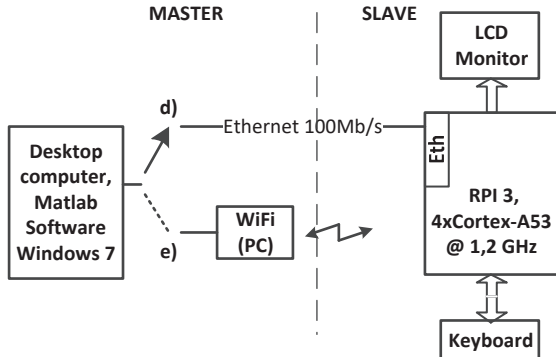 MASTER
SLAVE
LCD
Monitor
d)
Ethernet 100Mb/s
Eth
Desktop
computer,
Matlab
Software
Windows 7
RPI 3,
4xCortex-A53
@ 1,2 GHz
e)
WiFi
(PC)
Keyboard